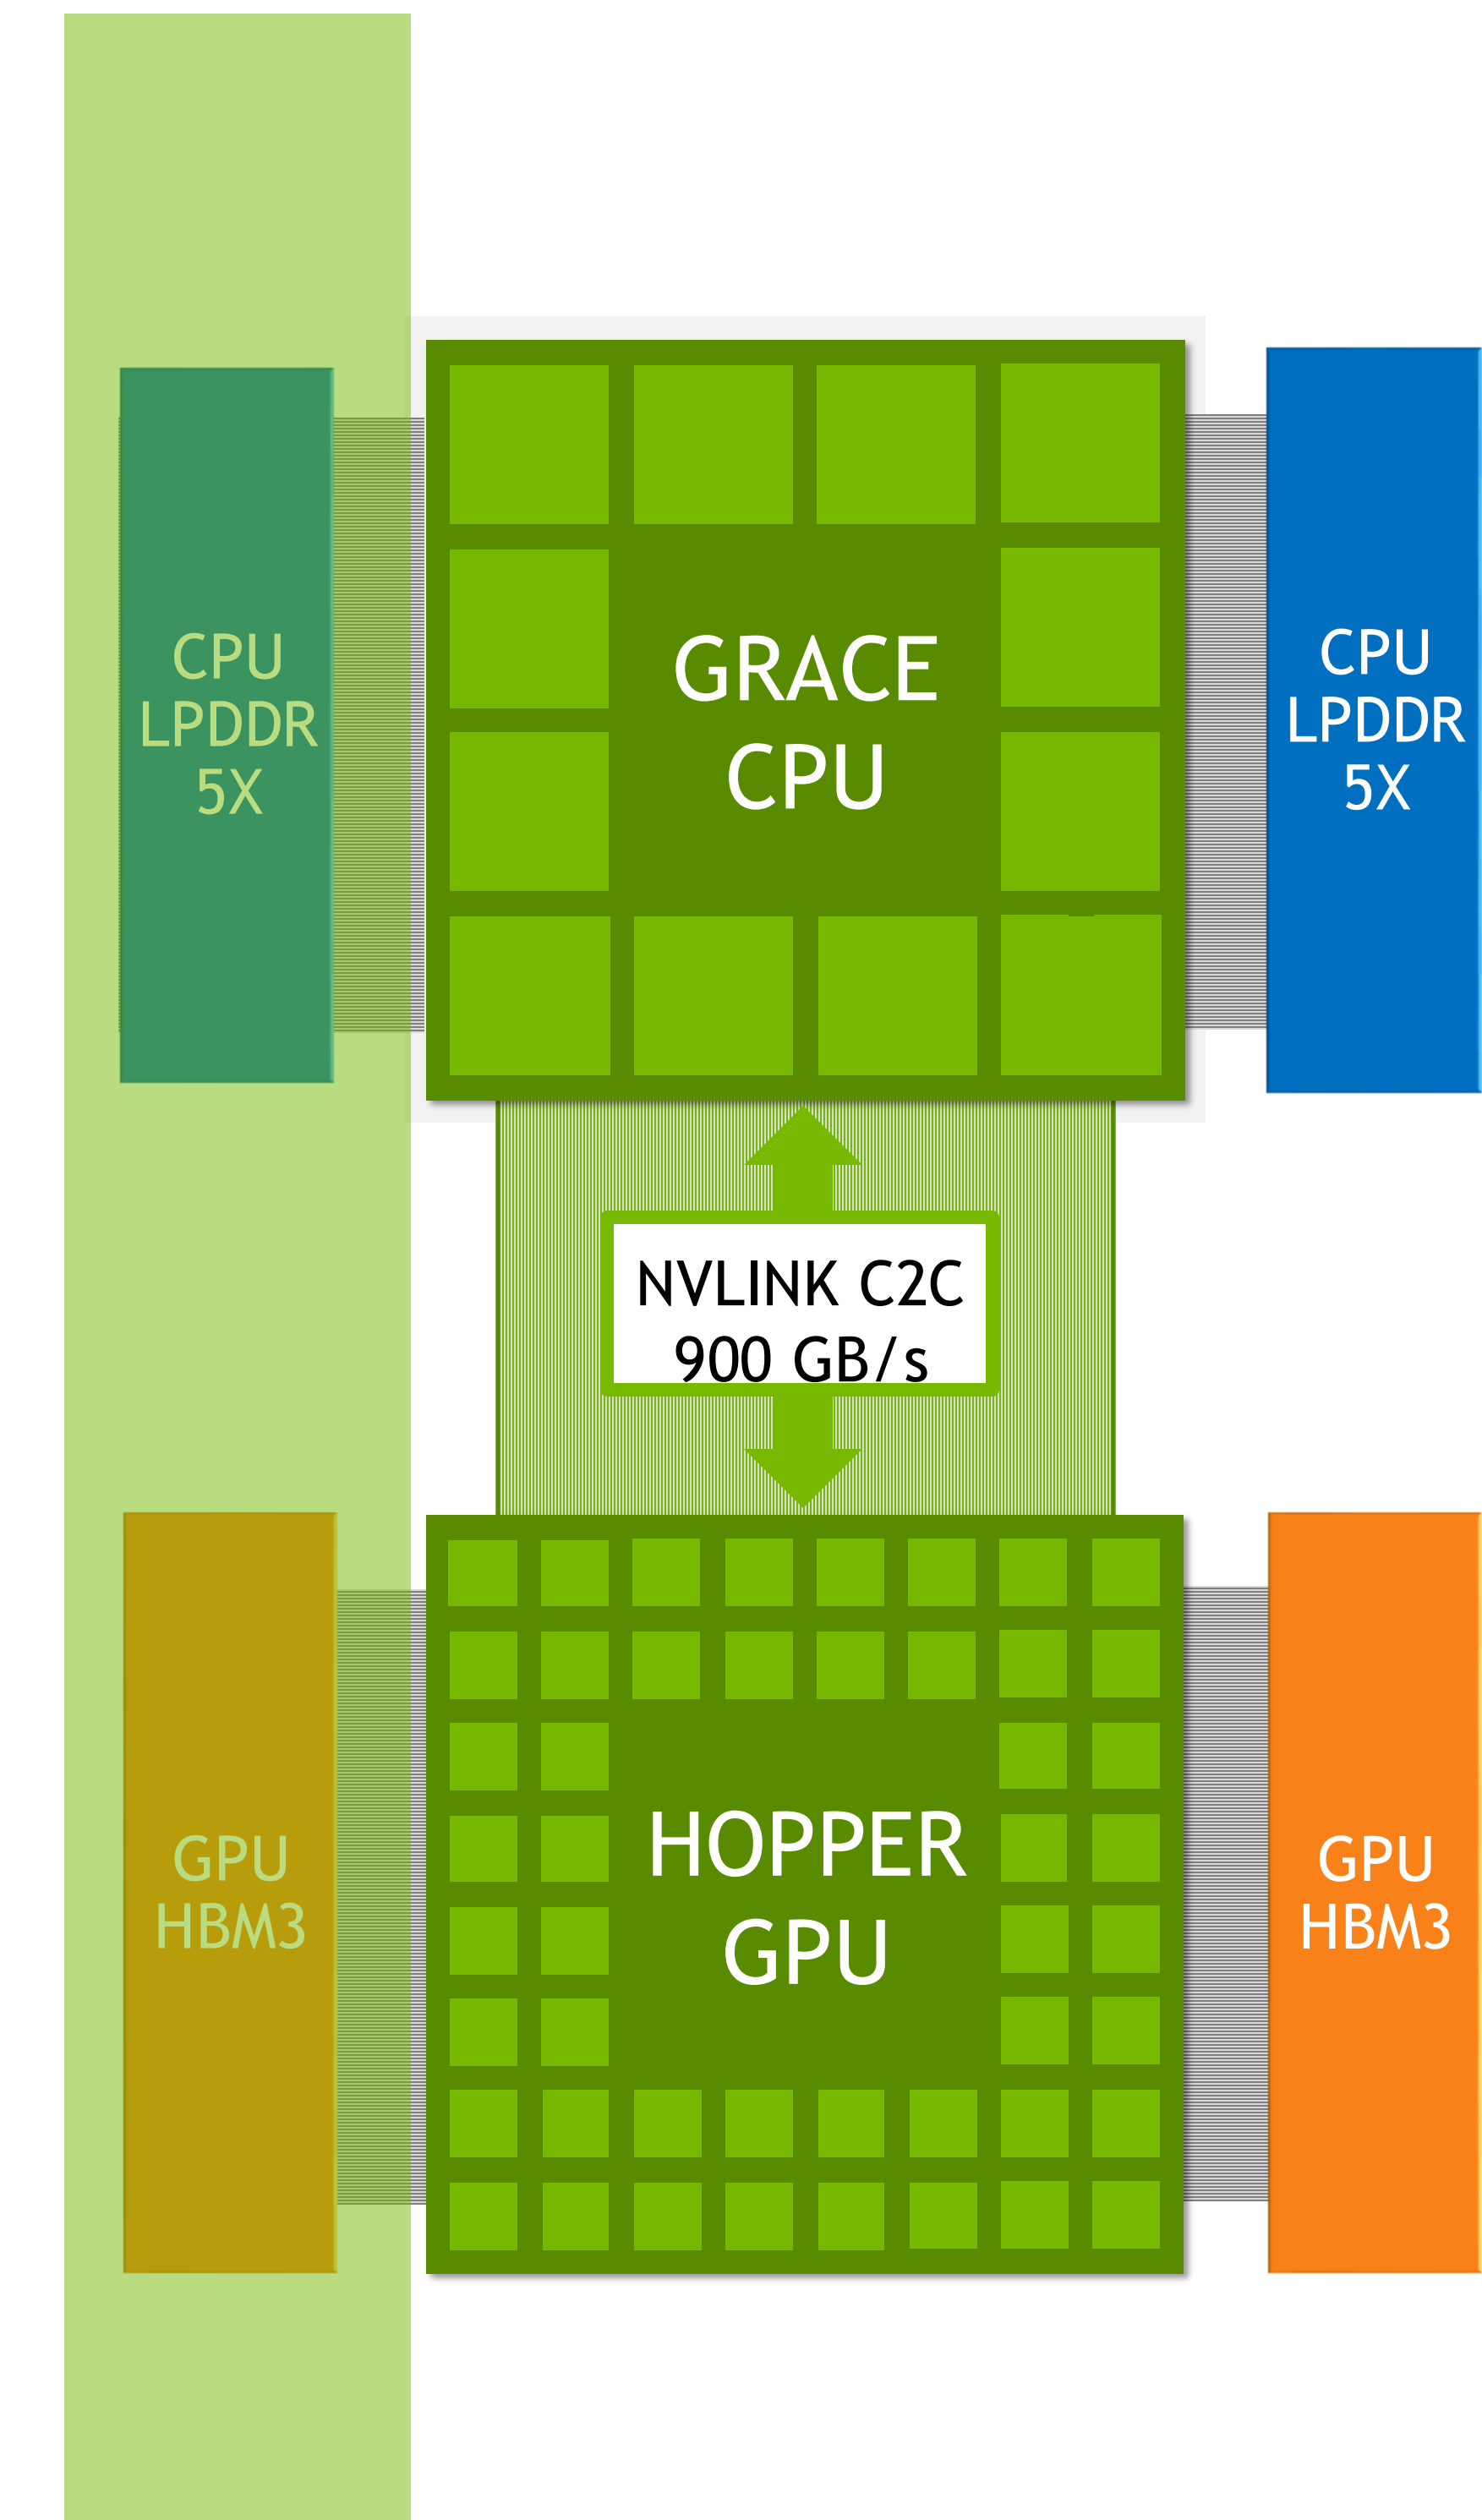 CPU
LPDDR
5X
GRACE
CPU
CPU
LPDDR
5X
NVLINK C2C
900 GB/s
GPU
HBM3
HOPPER
GPU
GPU
HBM3